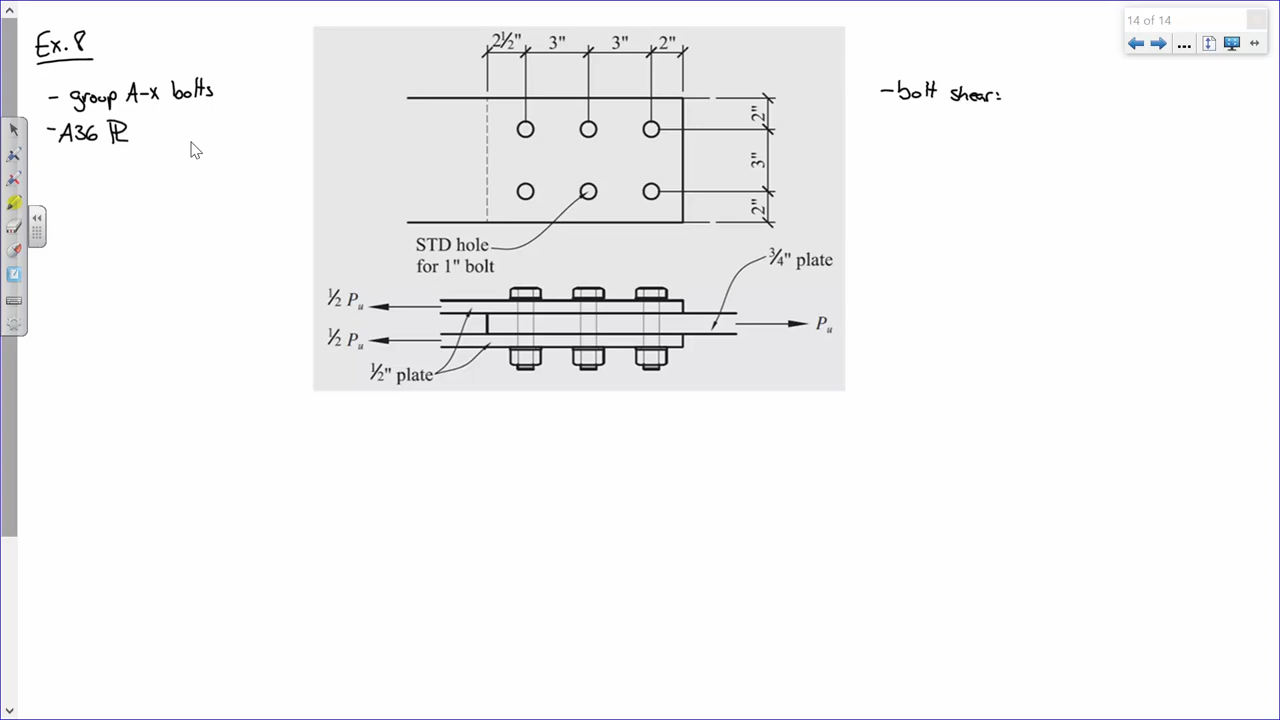 14 of 14
Ex. 8
- group A-X bolts
- A36 PL
2½" 3" 3" 2"
2"
3"
2"
STD hole
for 1" bolt
¾" plate
½ Pu
½ Pu
Pu
½" plate
- bolt shear: